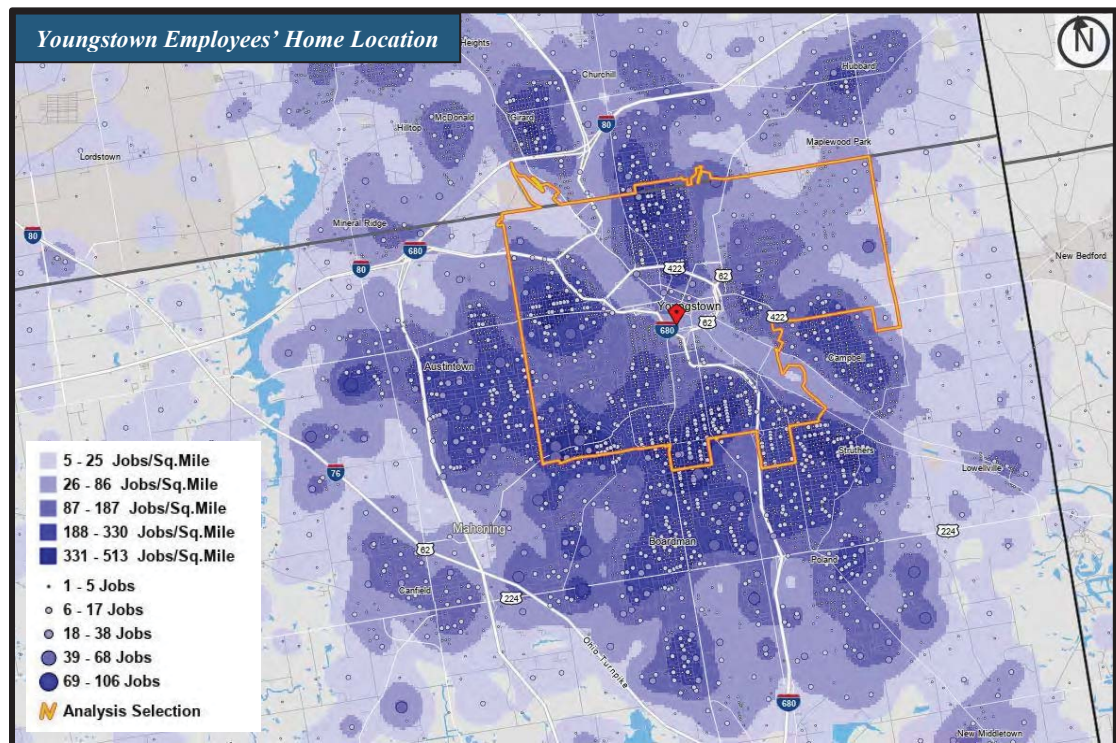 Youngstown Employees' Home Location
N
Heights
Churchill
Hubbard
McDonald
Girard
Hilltop
80
Lordstown
Maplewood Park
Mineral Ridge
80
680
80
New Bedford
422
62
Youngstown
680
62
422
Campbell
Austintown
Struthers
Lowellville
76
Mahoning
62
Boardman
224
Poland
Canfield
224
Ohio Turnpike
680
New Middletown
5 - 25 Jobs/Sq.Mile
26 - 86 Jobs/Sq.Mile
87 - 187 Jobs/Sq.Mile
188 - 330 Jobs/Sq.Mile
331 - 513 Jobs/Sq.Mile
1 - 5 Jobs
6 - 17 Jobs
18 - 38 Jobs
39 - 68 Jobs
69 - 106 Jobs
Analysis Selection